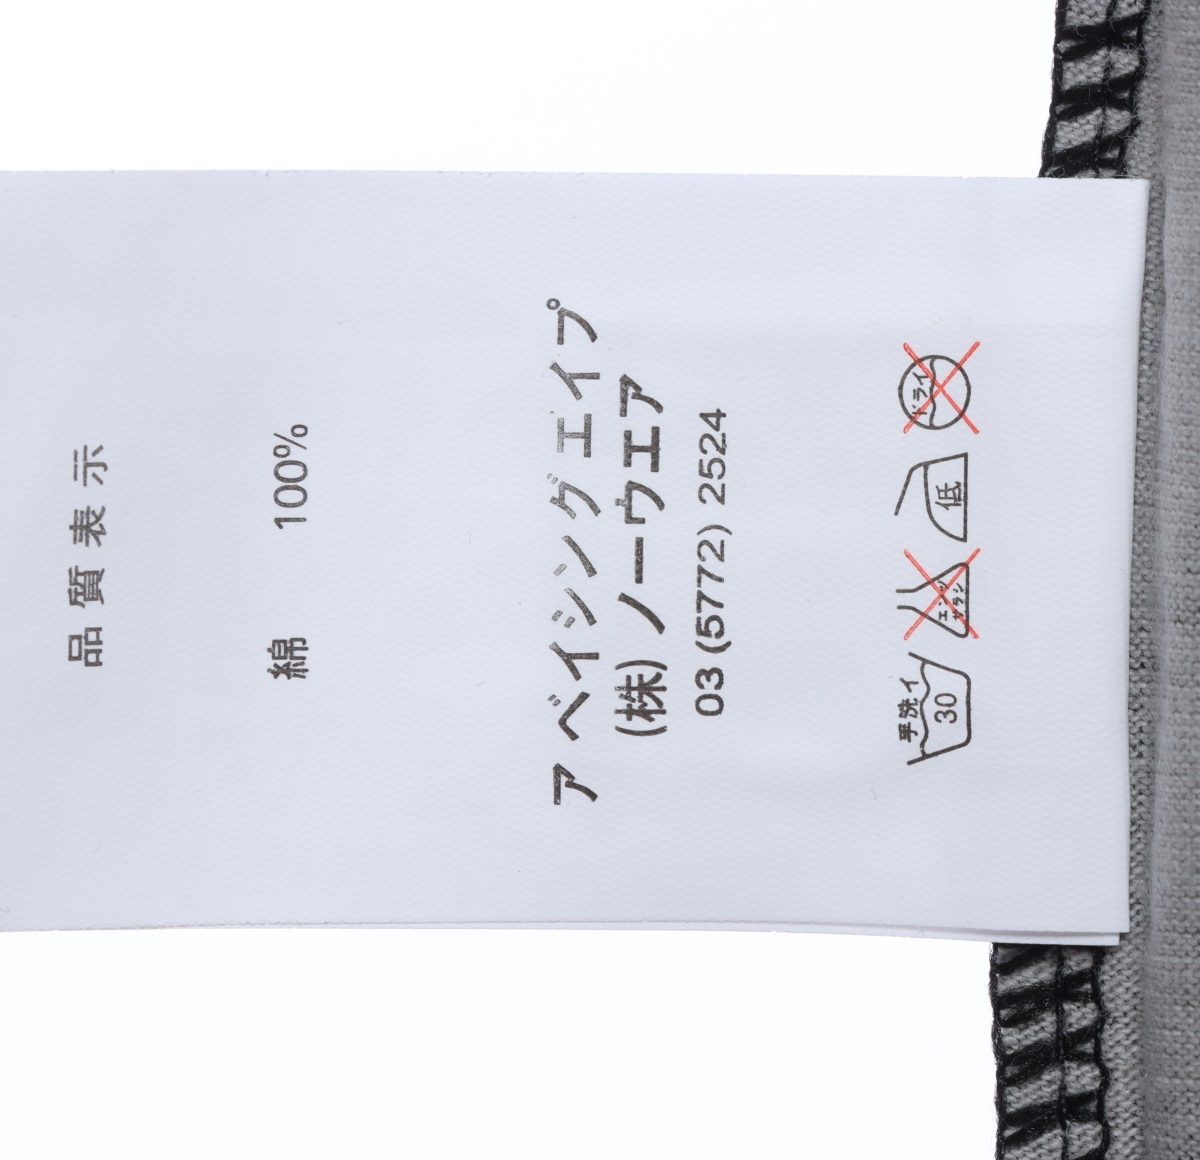 品質表示
綿 100%
ア ベイシング エイプ
(株) ノーウェア
03 (5772) 2524
手洗イ 30 エンソ サラシ 低 ドライ